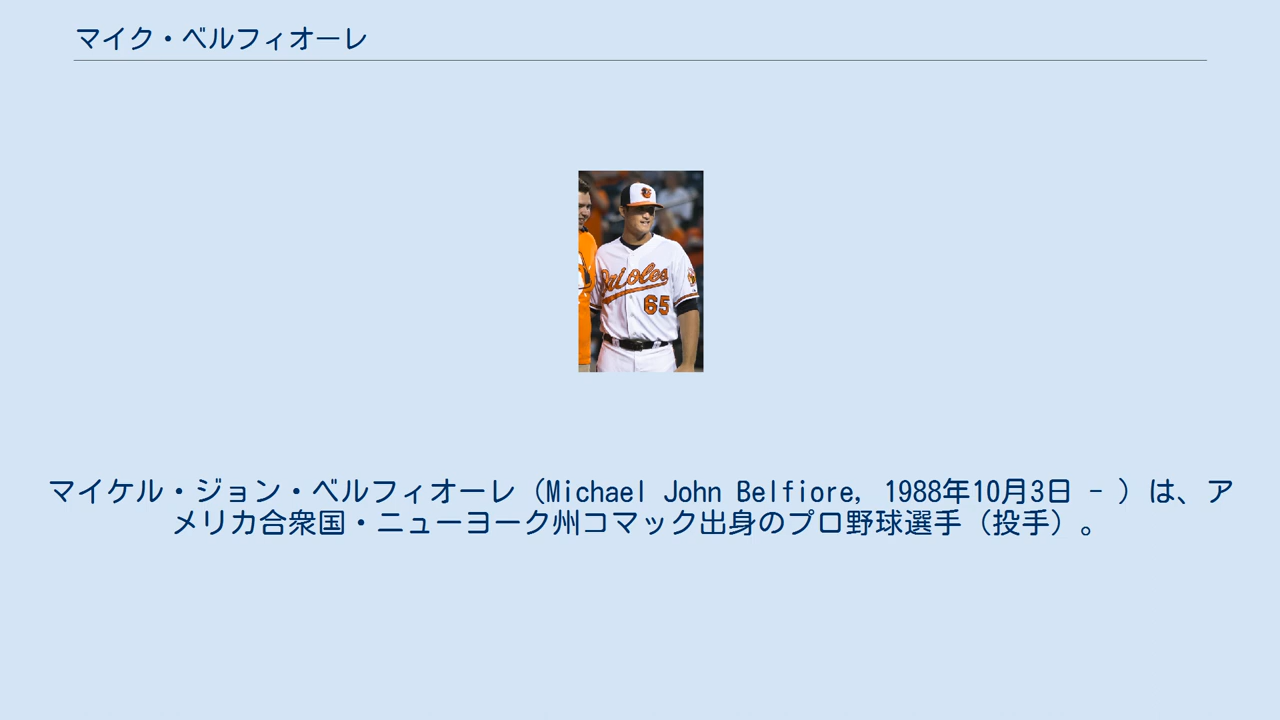 マイク・ベルフィオーレ
Orioles
65
マイケル・ジョン・ベルフィオーレ（Michael John Belfiore, 1988年10月3日 - ）は、ア
メリカ合衆国・ニューヨーク州コマック出身のプロ野球選手（投手）。